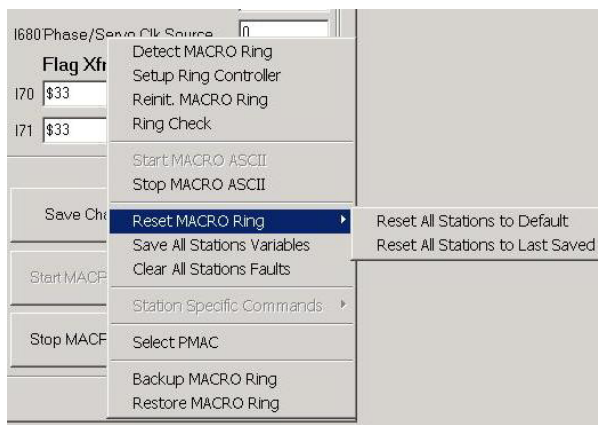 I6807Phase/Servo Clk Source 0
Flag Xfr
I70 $33
I71 $33
Save Cha
Start MACR
Stop MACR
Detect MACRO Ring
Setup Ring Controller
Reinit. MACRO Ring
Ring Check
Start MACRO ASCII
Stop MACRO ASCII
Reset MACRO Ring
Save All Stations Variables
Clear All Stations Faults
Station Specific Commands
Select PMAC
Backup MACRO Ring
Restore MACRO Ring
Reset All Stations to Default
Reset All Stations to Last Saved